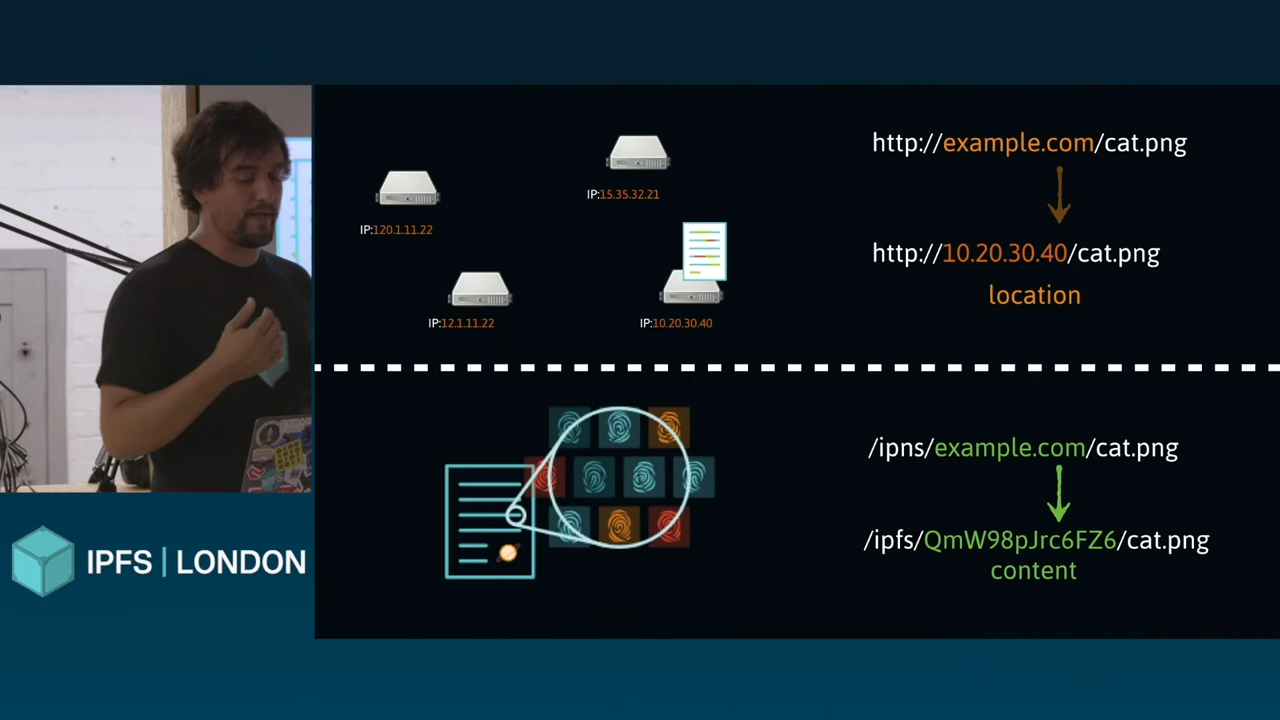 http://example.com/cat.png
IP:15.35.32.21
IP:120.1.11.22
http://10.20.30.40/cat.png
location
IP:12.1.11.22
IP:10.20.30.40
/ipns/example.com/cat.png
/ipfs/QmW98pJrc6FZ6/cat.png
content
IPFS | LONDON